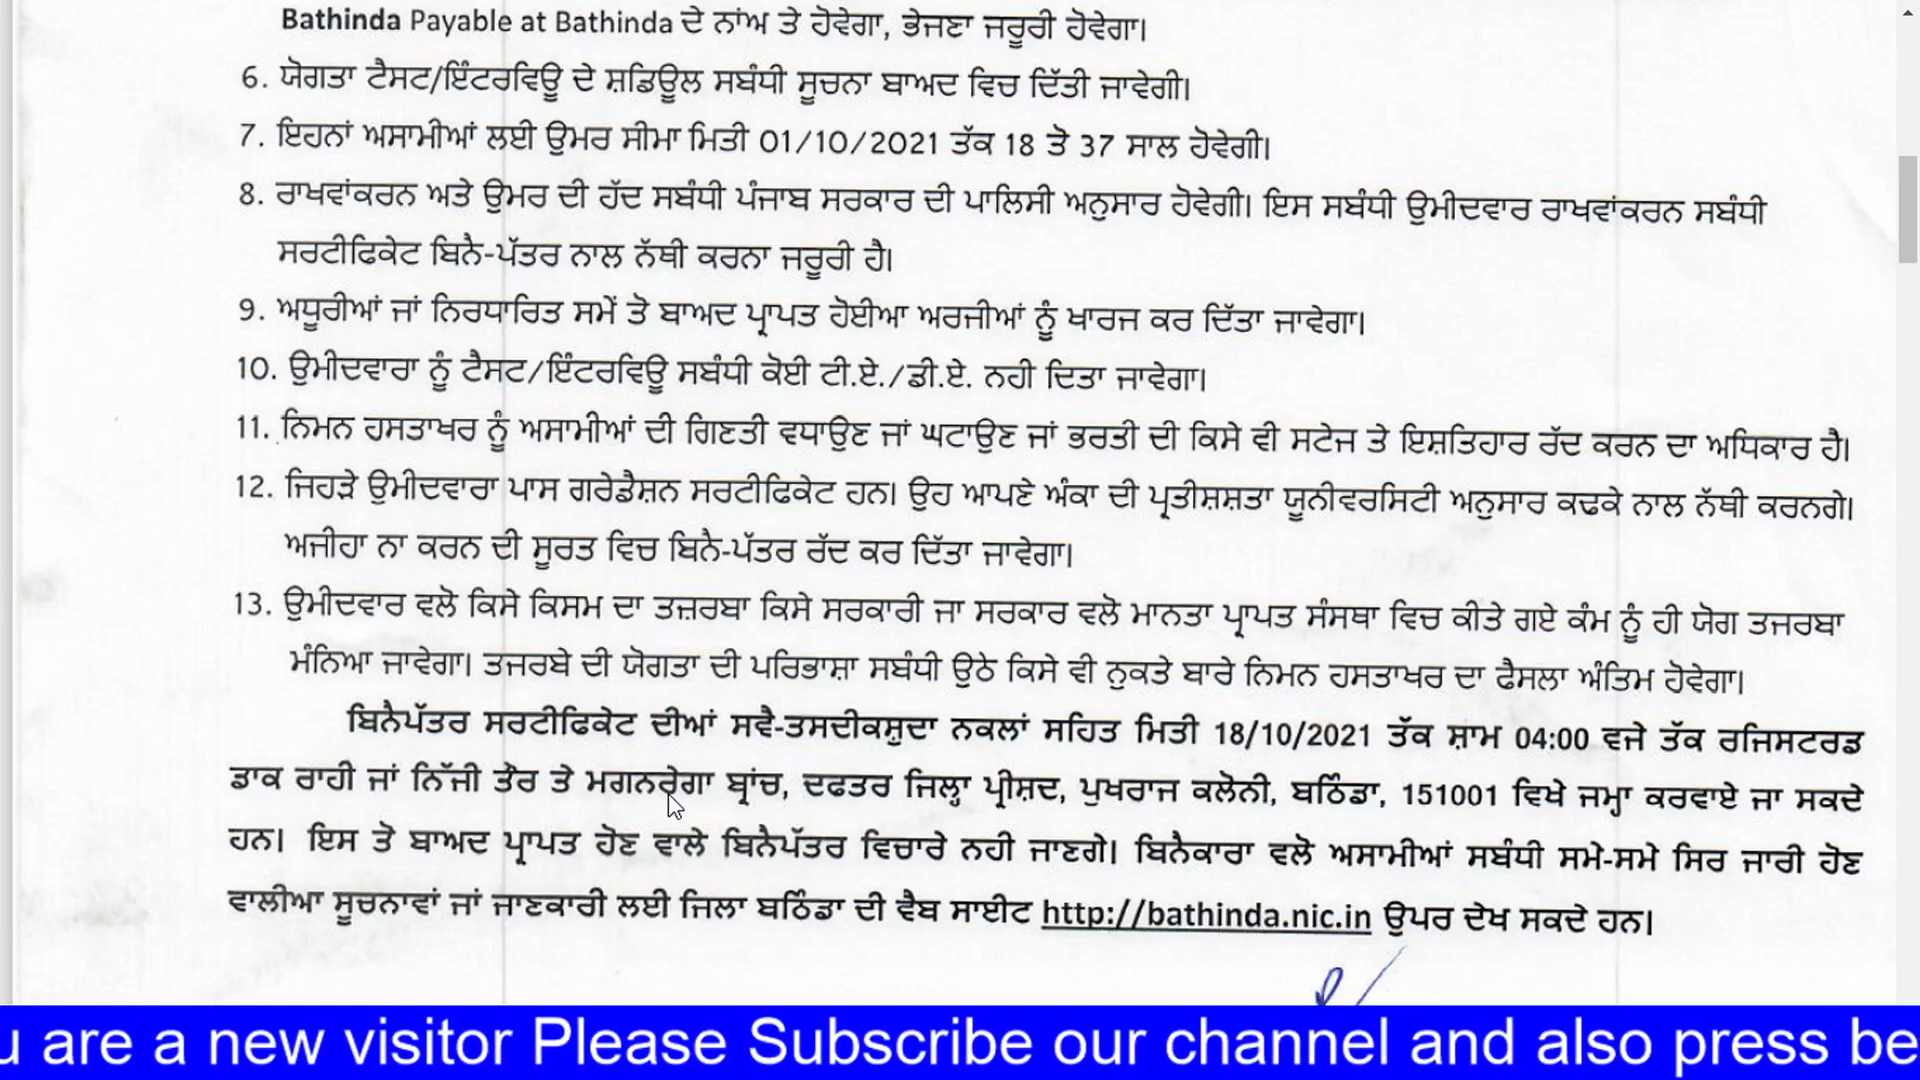 Bathinda Payable at Bathinda ਦੇ ਨਾਂਅ ਤੇ ਹੋਵੇਗਾ, ਭੇਜਣਾ ਜਰੂਰੀ ਹੋਵੇਗਾ।
6. ਯੋਗਤਾ ਟੈਸਟ/ਇੰਟਰਵਿਊ ਦੇ ਸ਼ਡਿਊਲ ਸਬੰਧੀ ਸੂਚਨਾ ਬਾਅਦ ਵਿਚ ਦਿੱਤੀ ਜਾਵੇਗੀ।
7. ਇਹਨਾਂ ਅਸਾਮੀਆਂ ਲਈ ਉਮਰ ਸੀਮਾ ਮਿਤੀ 01/10/2021 ਤੱਕ 18 ਤੋ 37 ਸਾਲ ਹੋਵੇਗੀ।
8. ਰਾਖਵਾਂਕਰਨ ਅਤੇ ਉਮਰ ਦੀ ਹੱਦ ਸਬੰਧੀ ਪੰਜਾਬ ਸਰਕਾਰ ਦੀ ਪਾਲਿਸੀ ਅਨੁਸਾਰ ਹੋਵੇਗੀ। ਇਸ ਸਬੰਧੀ ਉਮੀਦਵਾਰ ਰਾਖਵਾਂਕਰਨ ਸਬੰਧੀ
ਸਰਟੀਫਿਕੇਟ ਬਿਨੈ-ਪੱਤਰ ਨਾਲ ਨੱਥੀ ਕਰਨਾ ਜਰੂਰੀ ਹੈ।
9. ਅਧੂਰੀਆਂ ਜਾਂ ਨਿਰਧਾਰਿਤ ਸਮੇਂ ਤੋ ਬਾਅਦ ਪ੍ਰਾਪਤ ਹੋਈਆ ਅਰਜੀਆਂ ਨੂੰ ਖਾਰਜ ਕਰ ਦਿੱਤਾ ਜਾਵੇਗਾ।
10. ਉਮੀਦਵਾਰਾ ਨੂੰ ਟੈਸਟ/ਇੰਟਰਵਿਊ ਸਬੰਧੀ ਕੋਈ ਟੀ.ਏ./ਡੀ.ਏ. ਨਹੀ ਦਿਤਾ ਜਾਵੇਗਾ।
11. ਨਿਮਨ ਹਸਤਾਖਰ ਨੂੰ ਅਸਾਮੀਆਂ ਦੀ ਗਿਣਤੀ ਵਧਾਉਣ ਜਾਂ ਘਟਾਉਣ ਜਾਂ ਭਰਤੀ ਦੀ ਕਿਸੇ ਵੀ ਸਟੇਜ ਤੇ ਇਸ਼ਤਿਹਾਰ ਰੱਦ ਕਰਨ ਦਾ ਅਧਿਕਾਰ ਹੈ।
12. ਜਿਹੜੇ ਉਮੀਦਵਾਰਾ ਪਾਸ ਗਰੇਡੈਸ਼ਨ ਸਰਟੀਫਿਕੇਟ ਹਨ। ਉਹ ਆਪਣੇ ਅੰਕਾ ਦੀ ਪ੍ਰਤੀਸ਼ਸ਼ਤਾ ਯੂਨੀਵਰਸਿਟੀ ਅਨੁਸਾਰ ਕਢਕੇ ਨਾਲ ਨੱਥੀ ਕਰਨਗੇ।
ਅਜੀਹਾ ਨਾ ਕਰਨ ਦੀ ਸੂਰਤ ਵਿਚ ਬਿਨੈ-ਪੱਤਰ ਰੱਦ ਕਰ ਦਿੱਤਾ ਜਾਵੇਗਾ।
13. ਉਮੀਦਵਾਰ ਵਲੋ ਕਿਸੇ ਕਿਸਮ ਦਾ ਤਜ਼ਰਬਾ ਕਿਸੇ ਸਰਕਾਰੀ ਜਾ ਸਰਕਾਰ ਵਲੋ ਮਾਨਤਾ ਪ੍ਰਾਪਤ ਸੰਸਥਾ ਵਿਚ ਕੀਤੇ ਗਏ ਕੰਮ ਨੂੰ ਹੀ ਯੋਗ ਤਜਰਬਾ
ਮੰਨਿਆ ਜਾਵੇਗਾ। ਤਜਰਬੇ ਦੀ ਯੋਗਤਾ ਦੀ ਪਰਿਭਾਸ਼ਾ ਸਬੰਧੀ ਉਠੇ ਕਿਸੇ ਵੀ ਨੁਕਤੇ ਬਾਰੇ ਨਿਮਨ ਹਸਤਾਖਰ ਦਾ ਫੈਸਲਾ ਅੰਤਿਮ ਹੋਵੇਗਾ।
ਬਿਨੈਪੱਤਰ ਸਰਟੀਫਿਕੇਟ ਦੀਆਂ ਸਵੈ-ਤਸਦੀਕਸ਼ੁਦਾ ਨਕਲਾਂ ਸਹਿਤ ਮਿਤੀ 18/10/2021 ਤੱਕ ਸ਼ਾਮ 04:00 ਵਜੇ ਤੱਕ ਰਜਿਸਟਰਡ
ਡਾਕ ਰਾਹੀ ਜਾਂ ਨਿੱਜੀ ਤੌਰ ਤੇ ਮਗਨਰੇਗਾ ਬ੍ਰਾਂਚ, ਦਫਤਰ ਜਿਲ੍ਹਾ ਪ੍ਰੀਸ਼ਦ, ਪੁਖਰਾਜ ਕਲੋਨੀ, ਬਠਿੰਡਾ, 151001 ਵਿਖੇ ਜਮ੍ਹਾ ਕਰਵਾਏ ਜਾ ਸਕਦੇ
ਹਨ। ਇਸ ਤੋ ਬਾਅਦ ਪ੍ਰਾਪਤ ਹੋਣ ਵਾਲੇ ਬਿਨੈਪੱਤਰ ਵਿਚਾਰੇ ਨਹੀ ਜਾਣਗੇ। ਬਿਨੈਕਾਰਾ ਵਲੋ ਅਸਾਮੀਆਂ ਸਬੰਧੀ ਸਮੇ-ਸਮੇ ਸਿਰ ਜਾਰੀ ਹੋਣ
ਵਾਲੀਆ ਸੂਚਨਾਵਾਂ ਜਾਂ ਜਾਣਕਾਰੀ ਲਈ ਜਿਲਾ ਬਠਿੰਡਾ ਦੀ ਵੈਬ ਸਾਈਟ http://bathinda.nic.in ਉਪਰ ਦੇਖ ਸਕਦੇ ਹਨ।
u are a new visitor Please Subscribe our channel and also press be